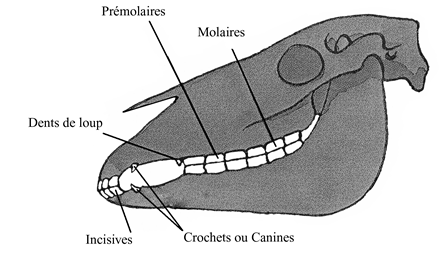 Prémolaires
Molaires
Dents de loup
Incisives
Crochets ou Canines